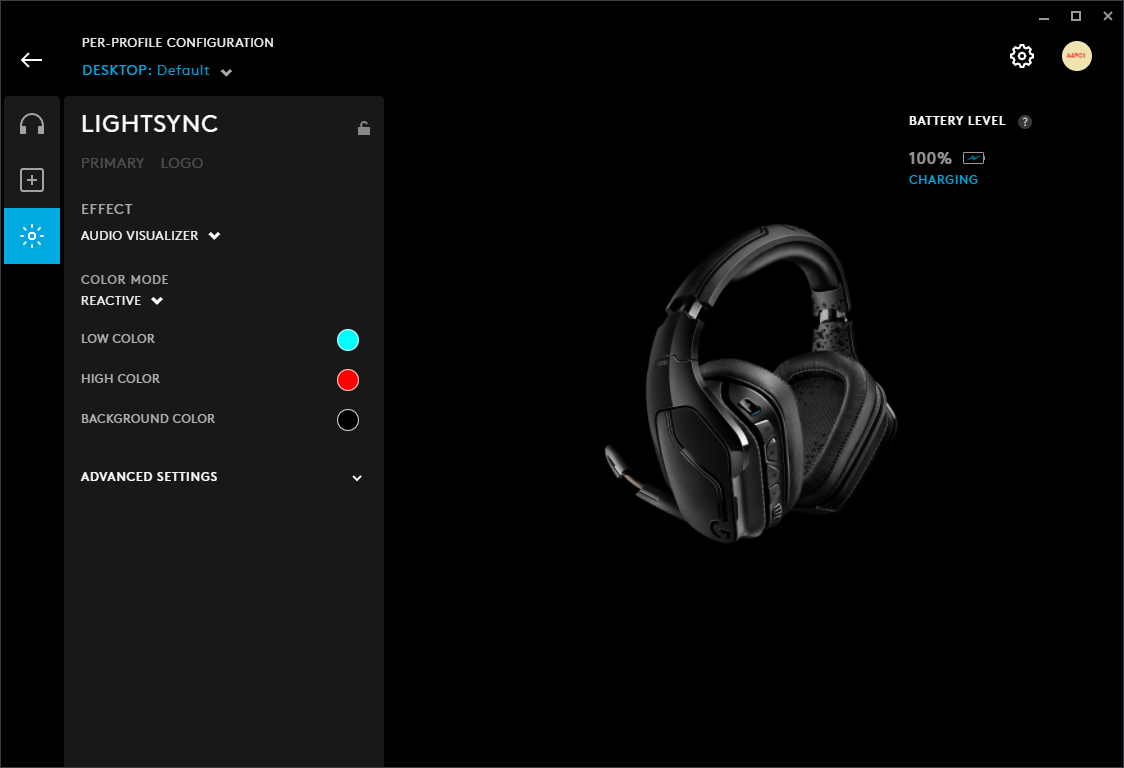 PER-PROFILE CONFIGURATION
DESKTOP: Default
LIGHTSYNC
PRIMARY LOGO
EFFECT
AUDIO VISUALIZER
COLOR MODE
REACTIVE
LOW COLOR
HIGH COLOR
BACKGROUND COLOR
ADVANCED SETTINGS
BATTERY LEVEL ?
100%
CHARGING